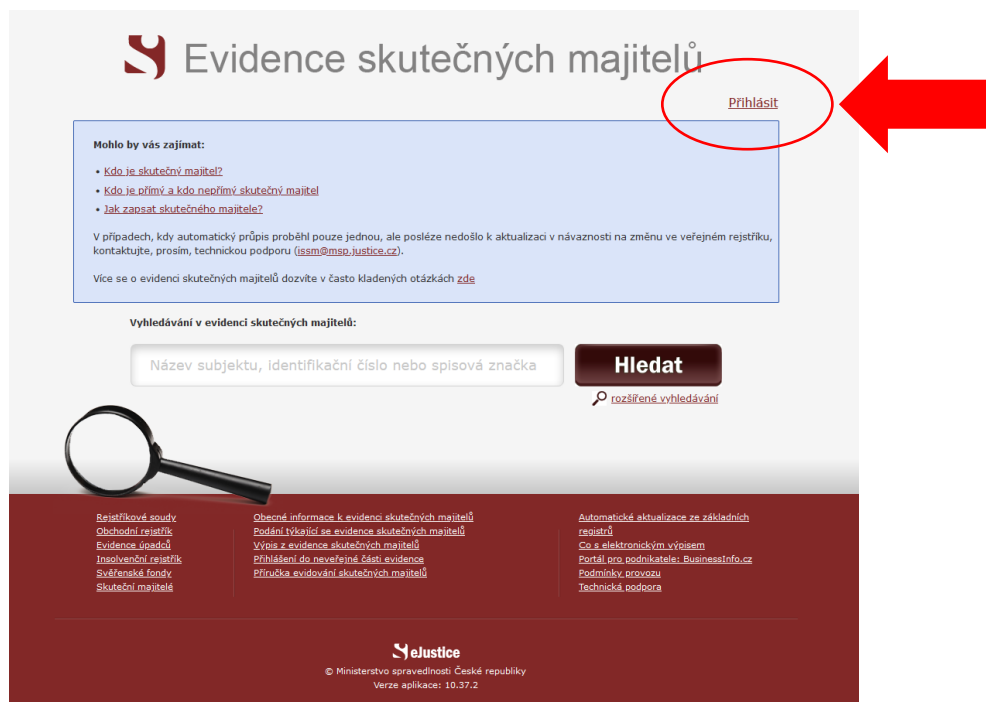 Evidence skutečných majitelů
Přihlásit
Mohlo by vás zajímat:
• Kdo je skutečný majitel?
• Kdo je přímý a kdo nepřímý skutečný majitel
• Jak zapsat skutečného majitele?
V případech, kdy automatický průpis proběhl pouze jednou, ale posléze nedošlo k aktualizaci v návaznosti na změnu ve veřejném rejstříku,
kontaktujte, prosím, technickou podporu (issm@msp.justice.cz).
Více se o evidenci skutečných majitelů dozvíte v často kladených otázkách zde
Vyhledávání v evidenci skutečných majitelů:
Název subjektu, identifikační číslo nebo spisová značka
Hledat
rozšířené vyhledávání
Rejstříkové soudy
Obchodní rejstřík
Evidence úpadců
Insolvenční rejstřík
Svěřenské fondy
Skuteční majitelé
Obecné informace k evidenci skutečných majitelů
Podání týkající se evidence skutečných majitelů
Výpis z evidence skutečných majitelů
Přihlášení do neveřejné části evidence
Příručka evidování skutečných majitelů
Automatické aktualizace ze základních
registrů
Co s elektronickým výpisem
Portál pro podnikatele: BusinessInfo.cz
Podmínky provozu
Technická podpora
eJustice
© Ministerstvo spravedlnosti České republiky
Verze aplikace: 10.37.2